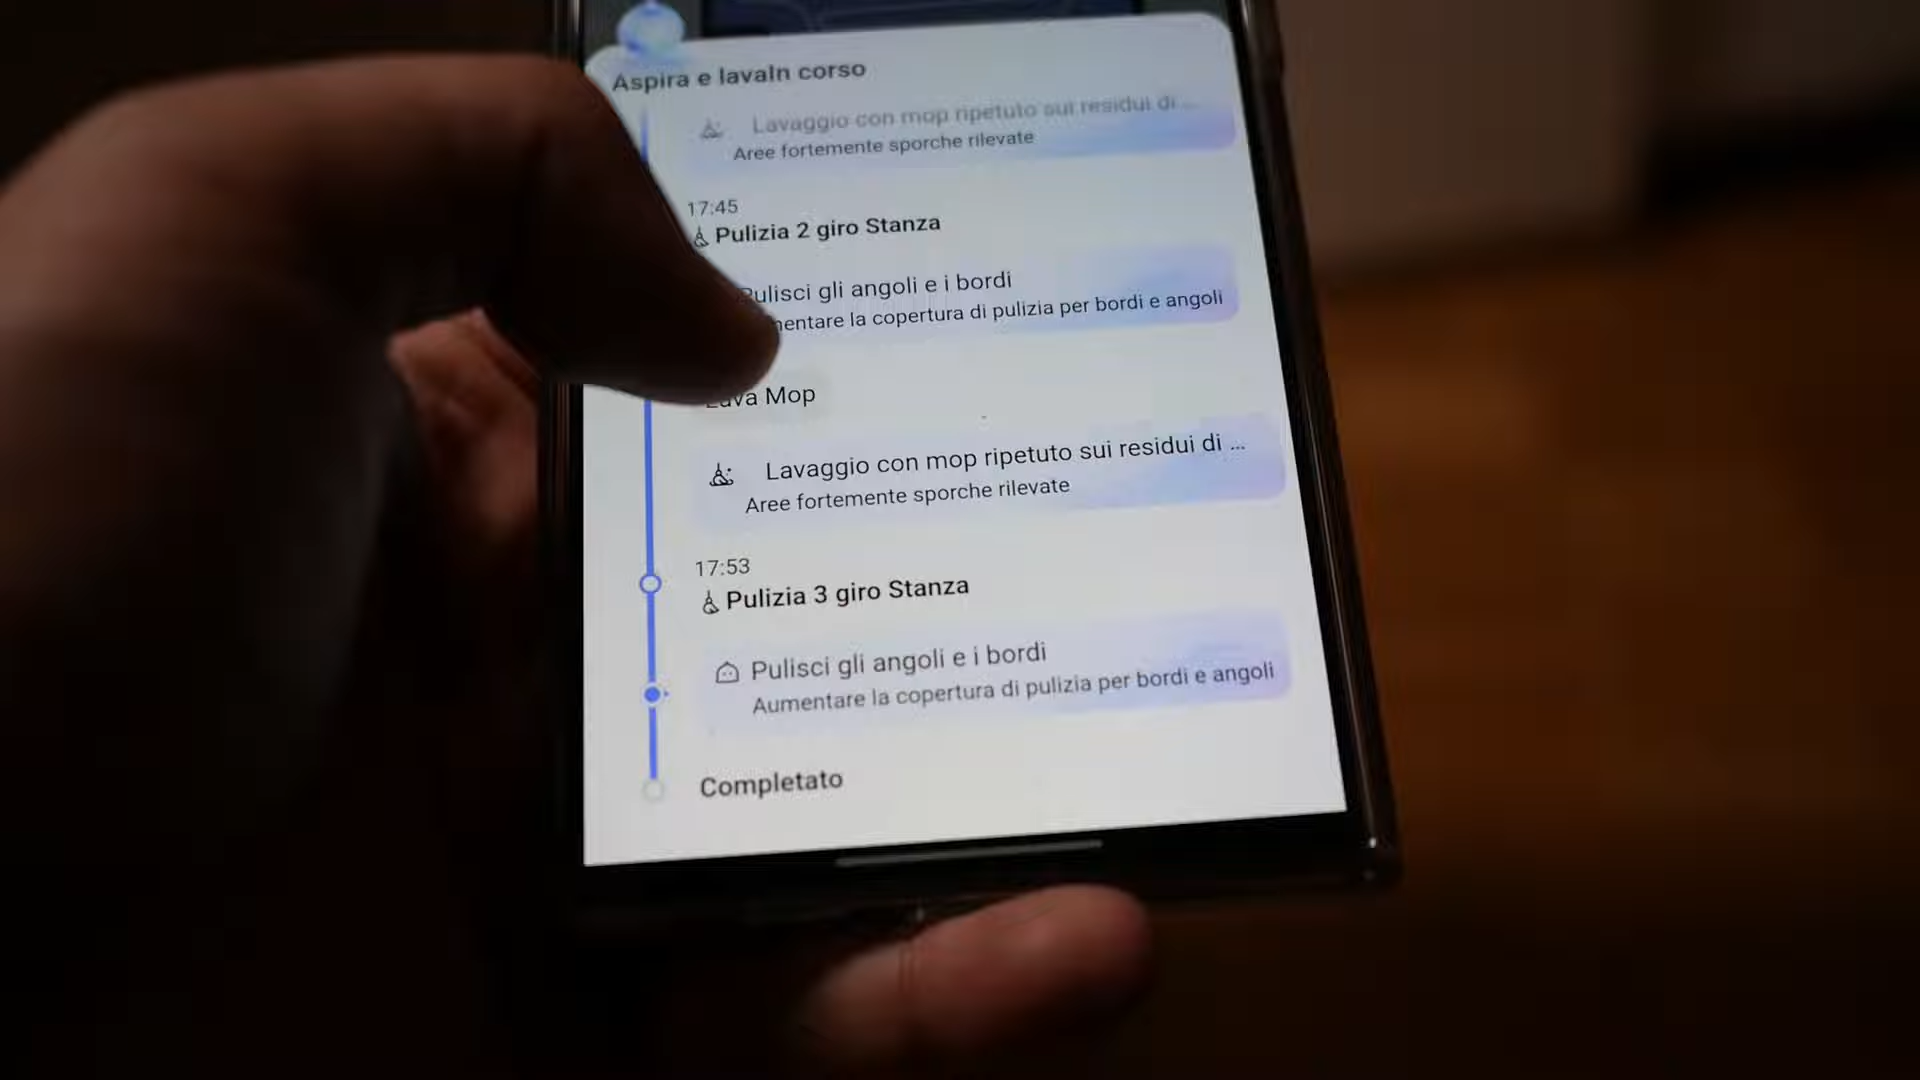 Aspira e lavaIn corso
Lavaggio con mop ripetuto sui residui di ...
Aree fortemente sporche rilevate
17:45
Pulizia 2 giro Stanza
Pulisci gli angoli e i bordi
la copertura di pulizia per bordi e angoli
Mop
Lavaggio con mop ripetuto sui residui di ...
Aree fortemente sporche rilevate
17:53
Pulizia 3 giro Stanza
Pulisci gli angoli e i bordi
Aumentare la copertura di pulizia per bordi e angoli
Completato